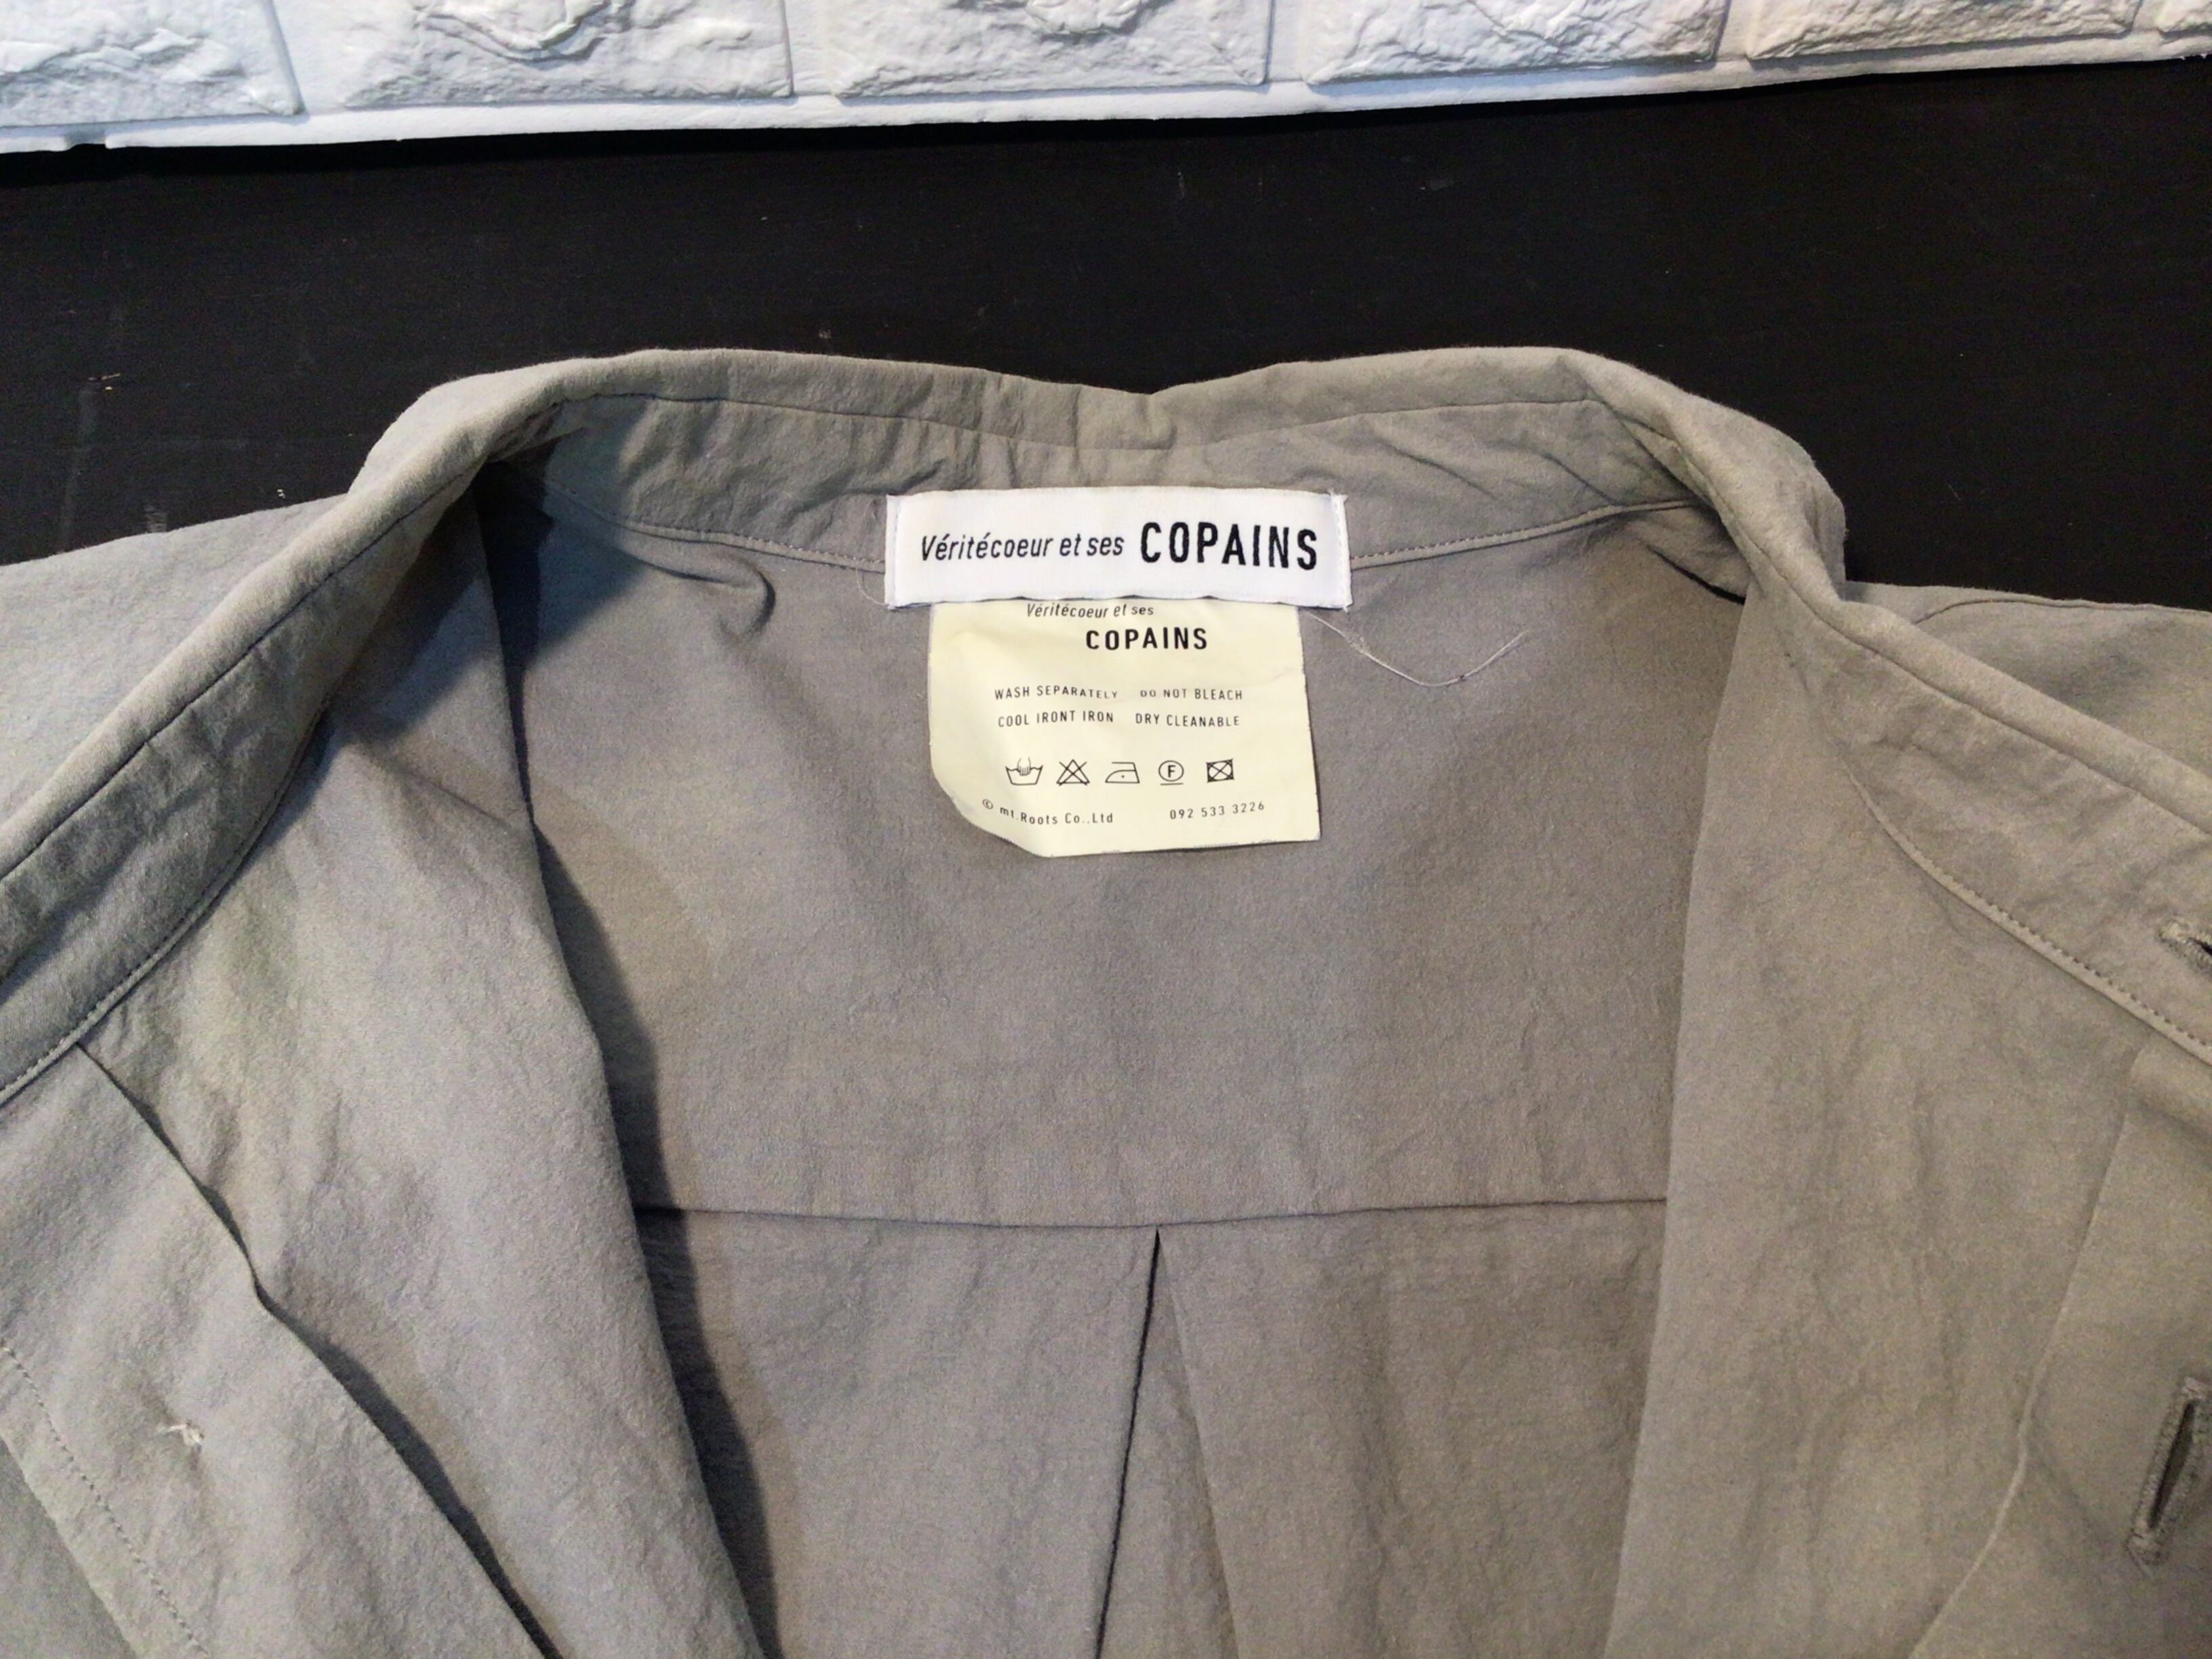 Véritécoeur et ses COPAINS
Véritécoeur et ses
COPAINS
WASH SEPARATELY DO NOT BLEACH
COOL IRONT IRON DRY CLEANABLE
F
© mt.Roots Co.,Ltd 092 533 3226